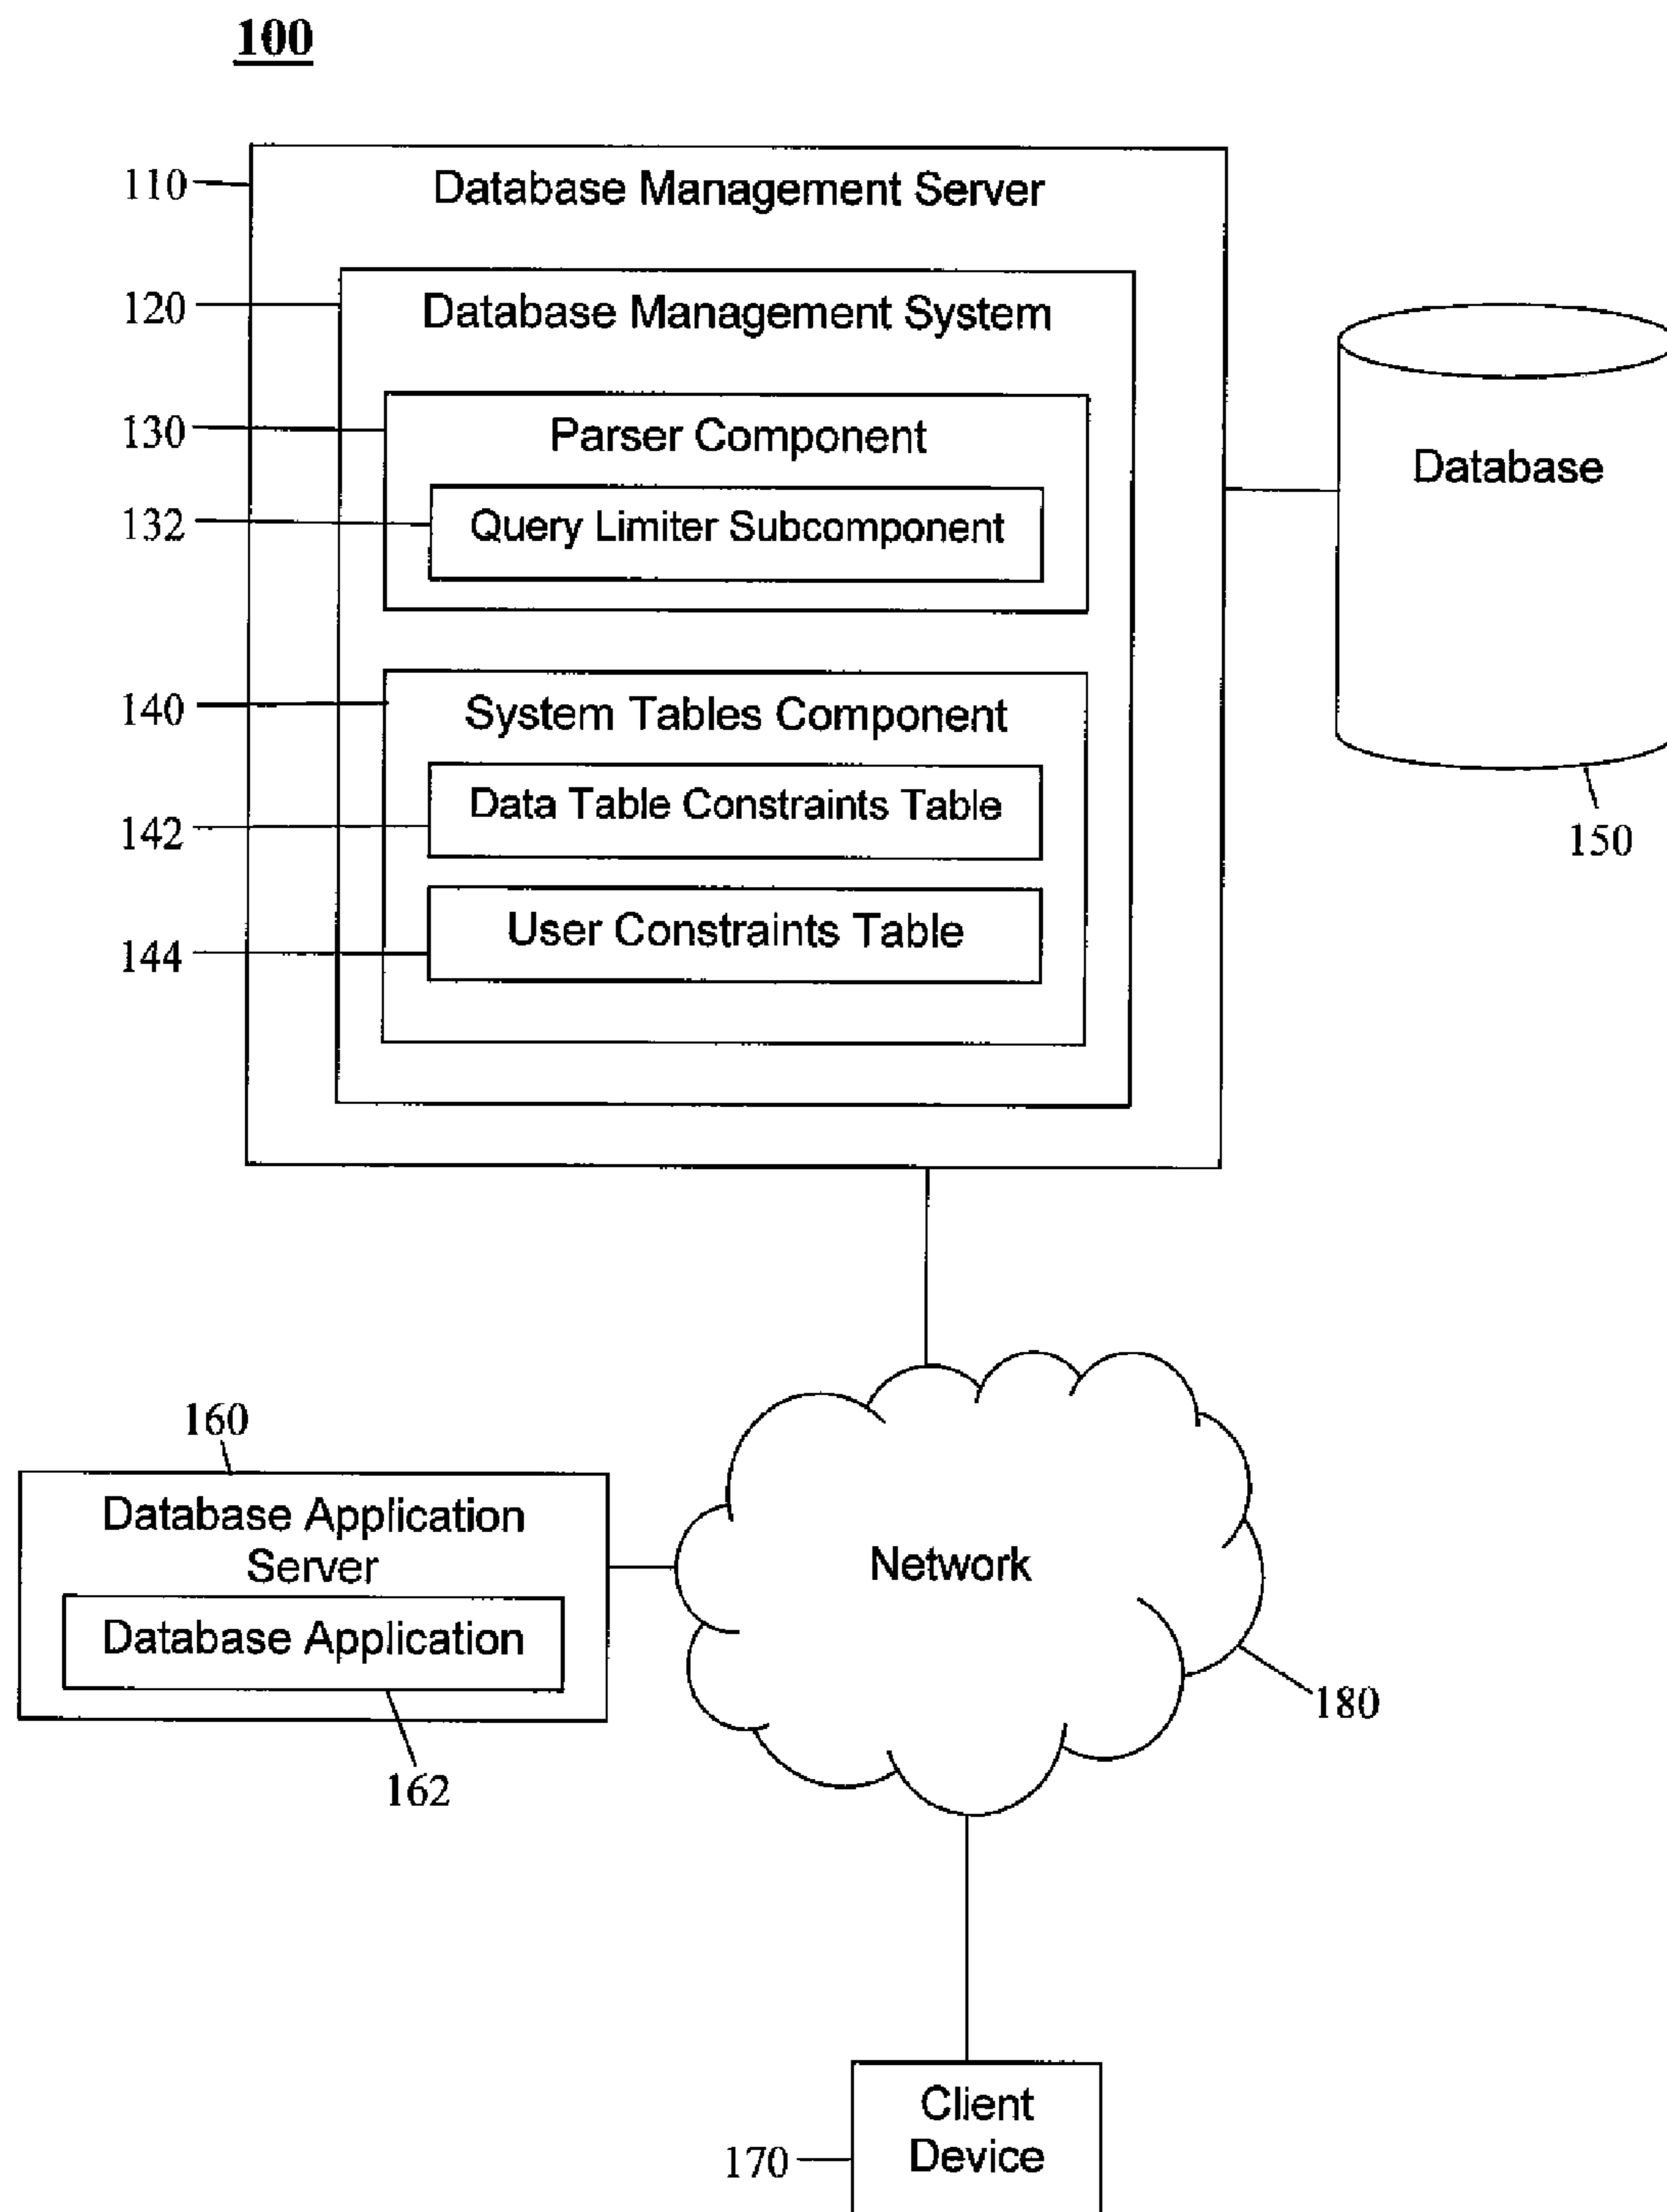 100
110
Database Management Server
120
Database Management System
130
Parser Component
132
Query Limiter Subcomponent
Database
140
System Tables Component
142
Data Table Constraints Table
150
144
User Constraints Table
160
Database Application
Server
Database Application
162
Network
180
170
Client
Device